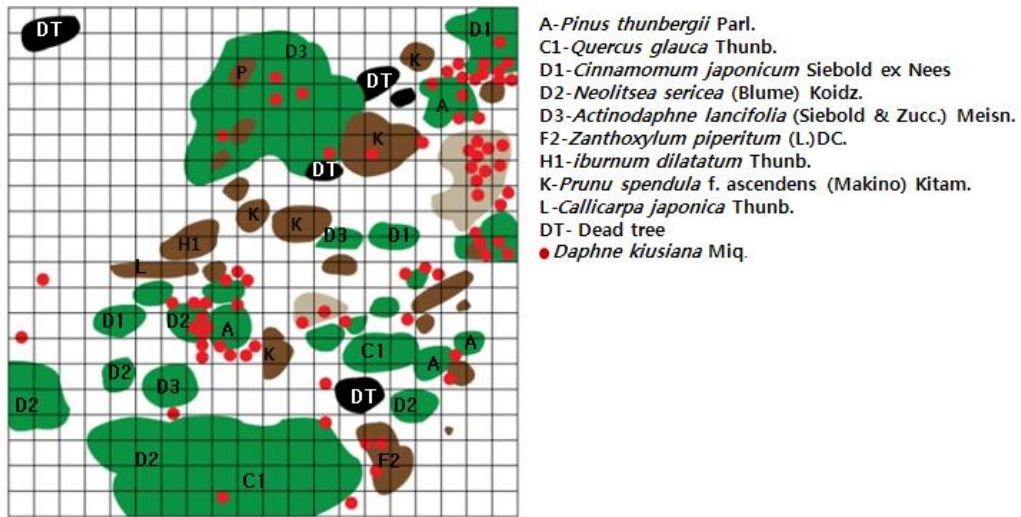 DT
D1
D3
K
P
DT
A
K
DT
K
K
D3
D1
H1
L
D1
D2
A
K
C1
A
A
D2
D3
D2
DT
D2
D2
C1
F2
A-Pinus thunbergii Parl.
C1-Quercus glauca Thunb.
D1-Cinnamomum japonicum Siebold ex Nees
D2-Neolitsea sericea (Blume) Koidz.
D3-Actinodaphne lancifolia (Siebold & Zucc.) Meisn.
F2-Zanthoxylum piperitum (L.)DC.
H1-iburnum dilatatum Thunb.
K-Prunu spendula f. ascendens (Makino) Kitam.
L-Callicarpa japonica Thunb.
DT- Dead tree
Daphne kiusiana Miq.